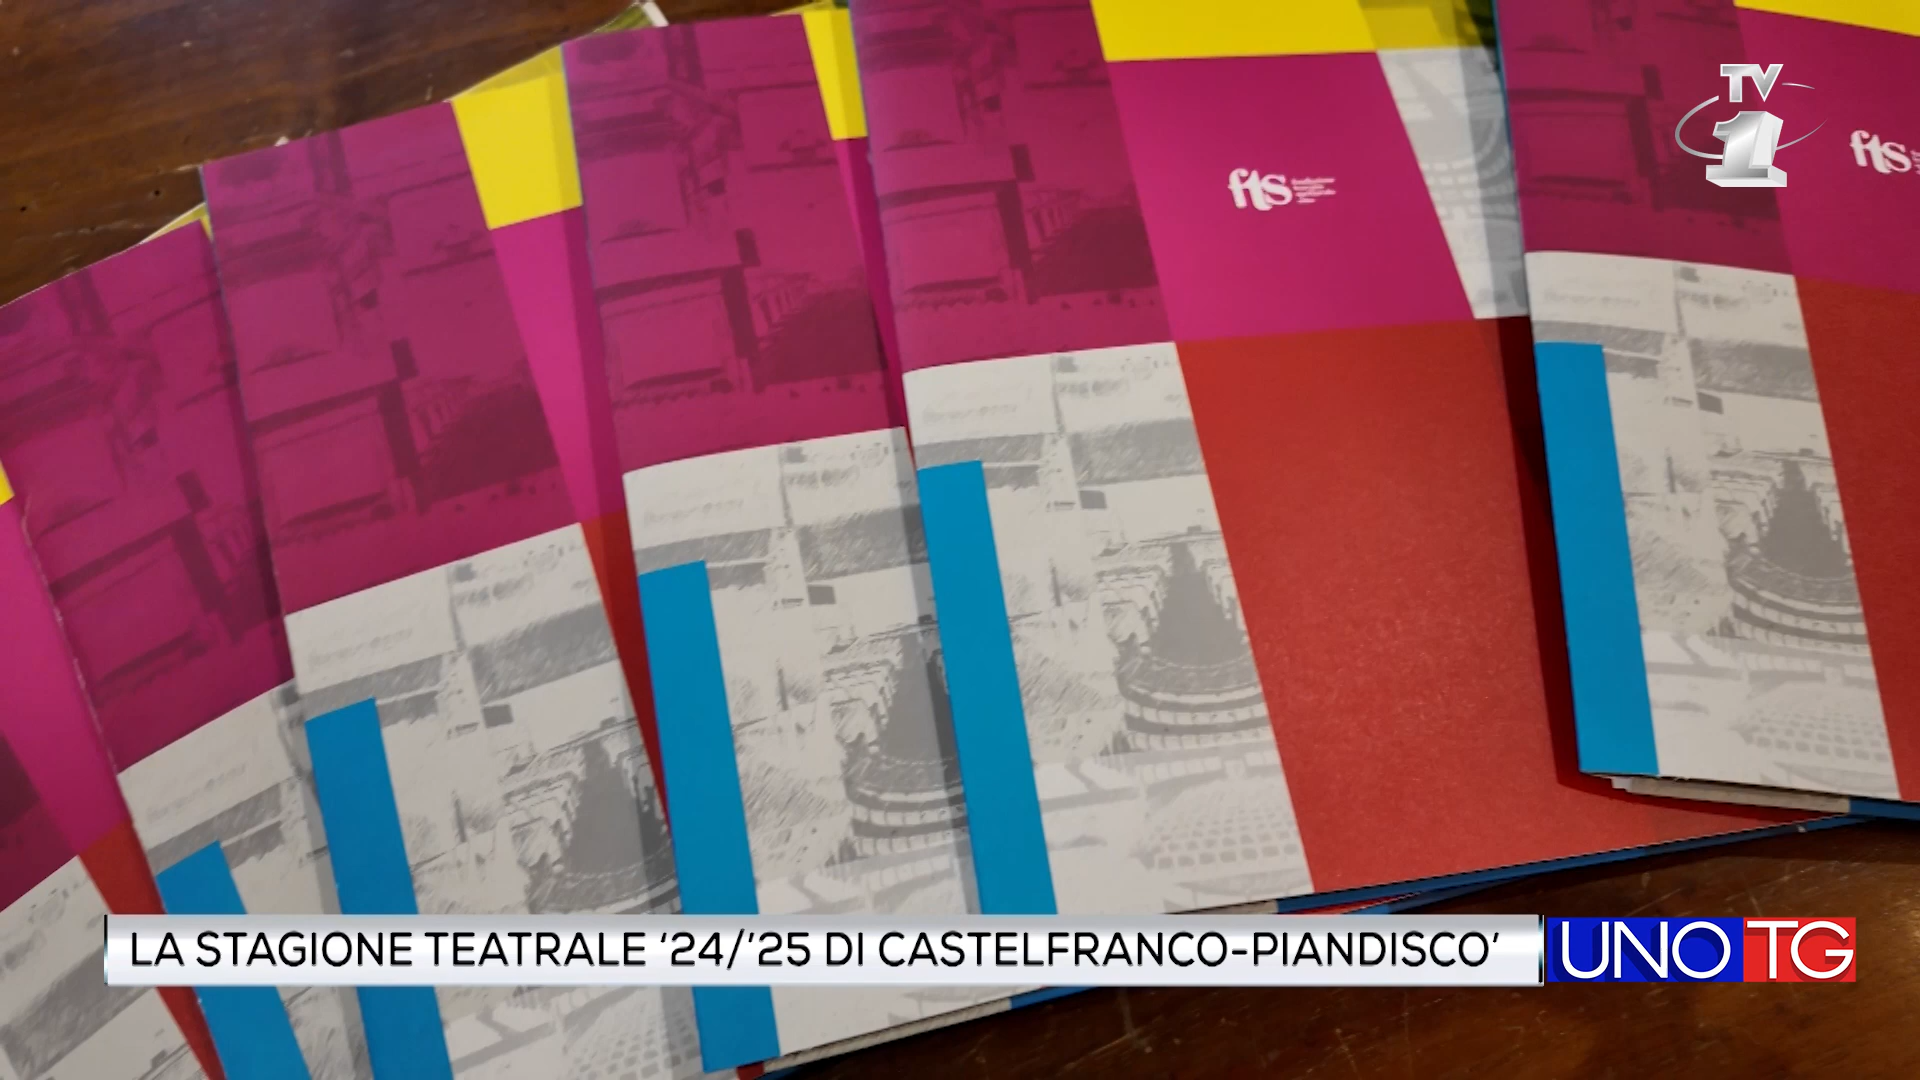 TV
1
fts
fts
LA STAGIONE TEATRALE ‘24/’25 DI CASTELFRANCO-PIANDISCO’
UNO TG